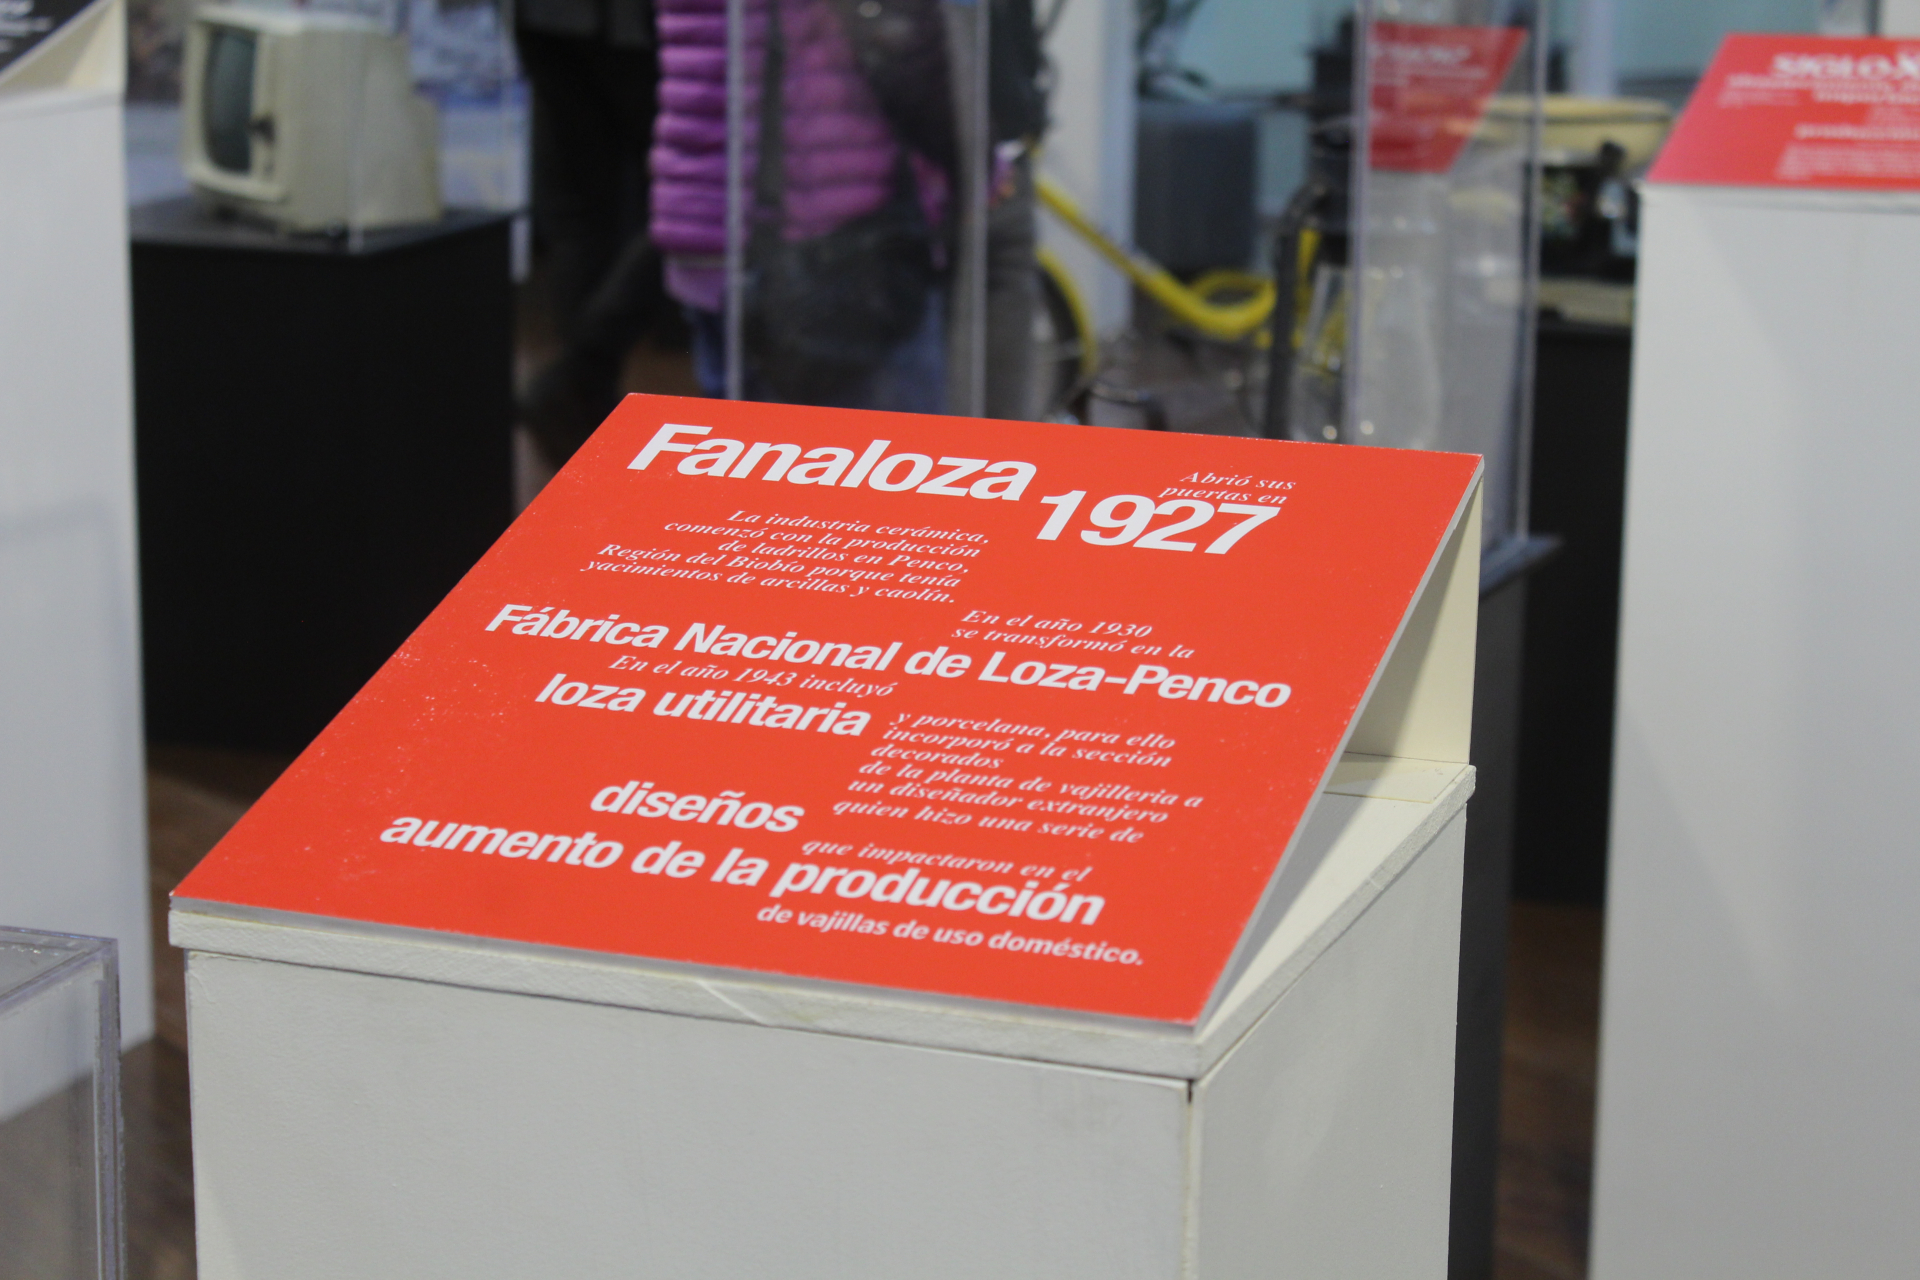 Fanaloza
Abrió sus
puertas en
1927
La industria cerámica,
comenzó con la producción
de ladrillos en Penco,
Región del Biobío porque tenía
yacimientos de arcillas y caolín.
En el año 1930
se transformó en la
Fábrica Nacional de Loza-Penco
En el año 1943 incluyó
loza utilitaria
y porcelana, para ello
incorporó a la sección
decorados
de la planta de vajilleria a
un diseñador extranjero
quien hizo una serie de
diseños
que impactaron en el
aumento de la producción
de vajillas de uso doméstico.
SIGLO